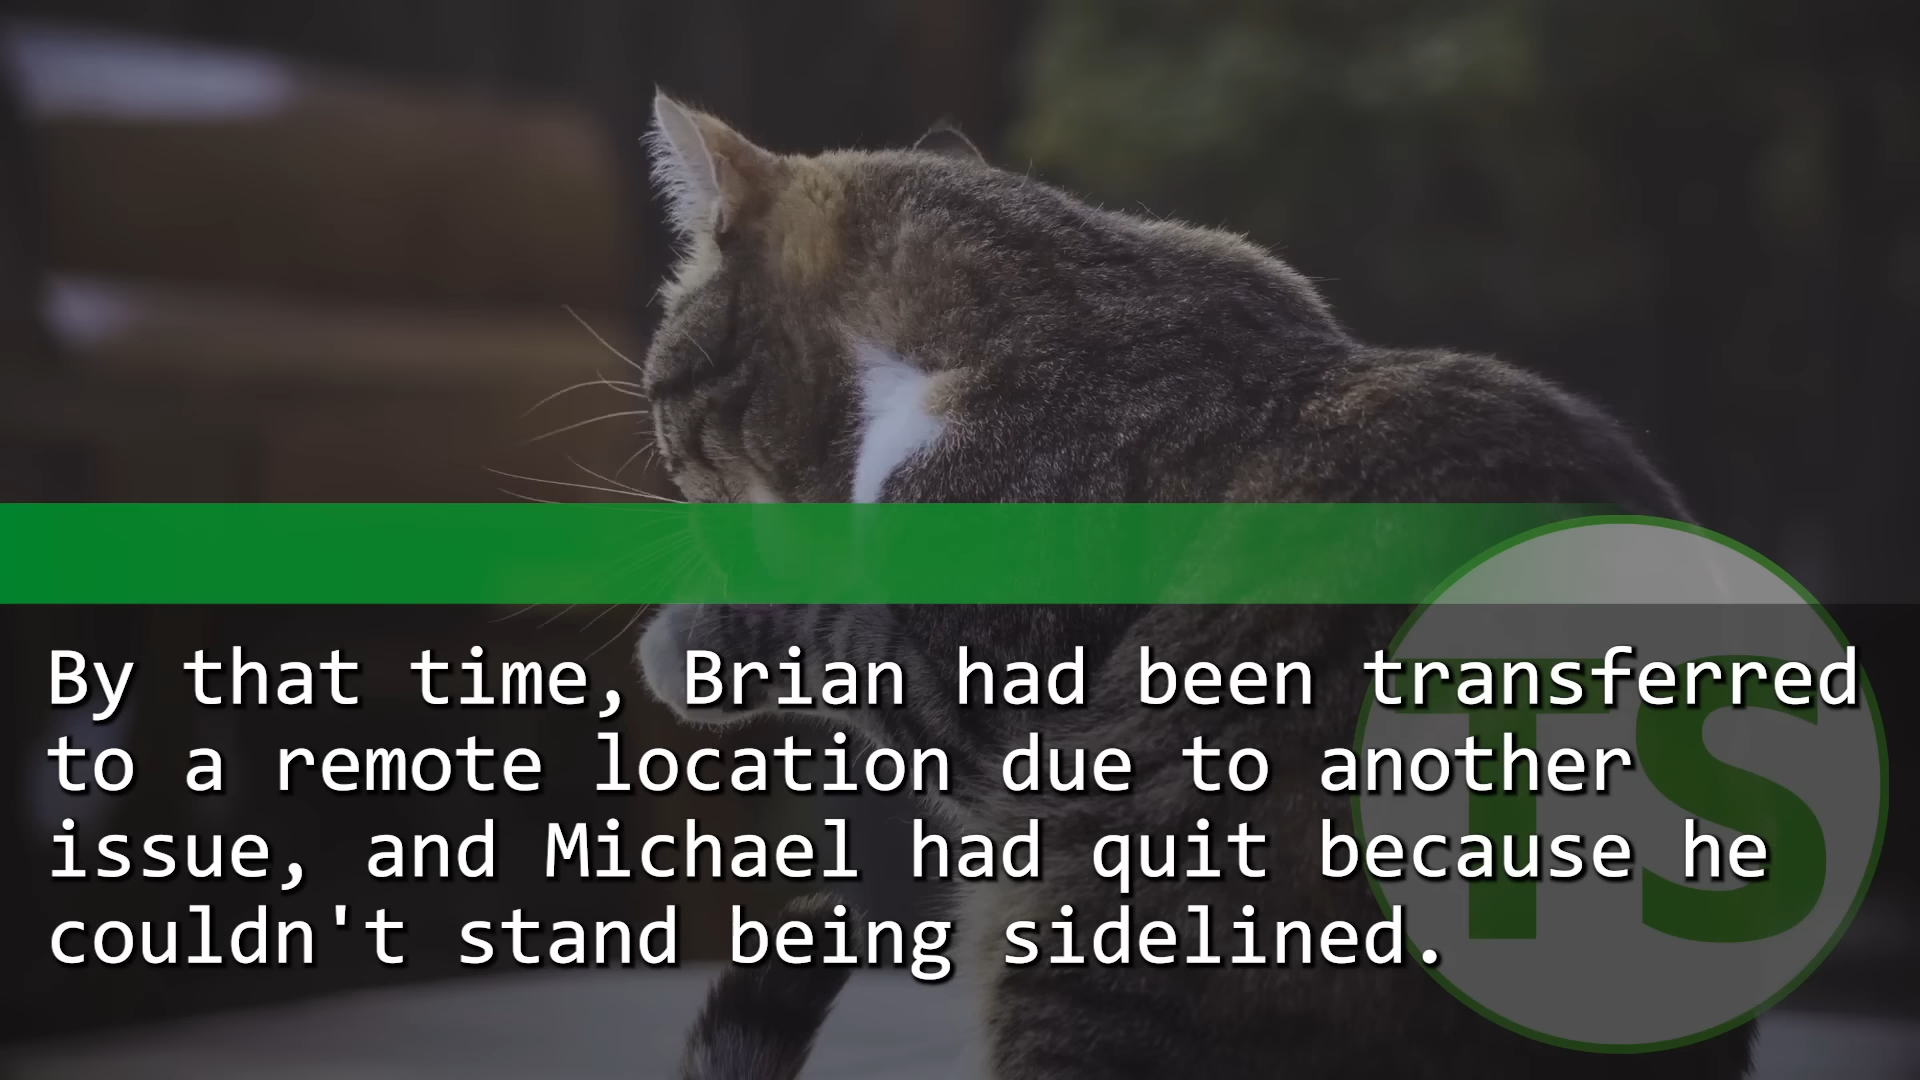 By that time, Brian had been transferred
to a remote location due to another
issue, and Michael had quit because he
couldn't stand being sidelined.
TS